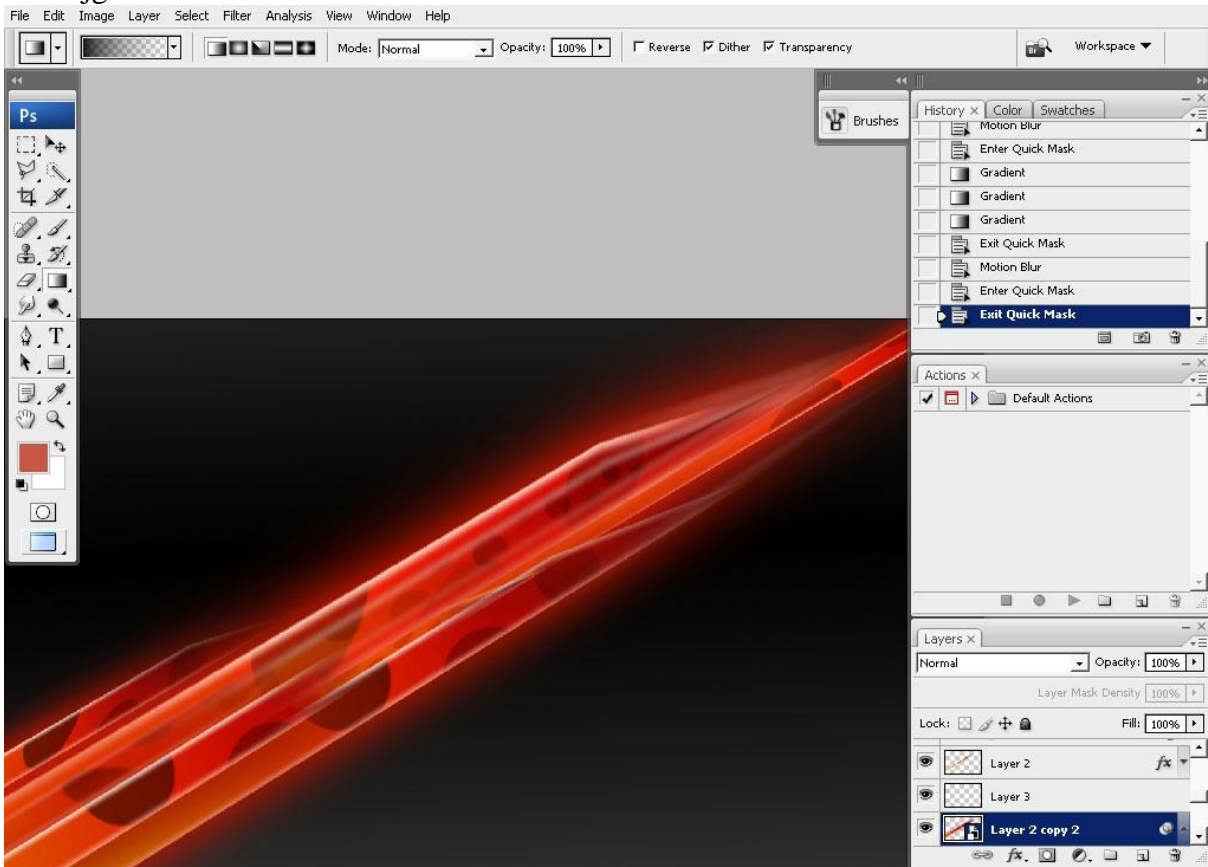 jg
File Edit Image Layer Select Filter Analysis View Window Help
Mode: Normal Opacity: 100% Reverse Dither Transparency Workspace
Ps
Brushes
History Color Swatches
Motion Blur
Enter Quick Mask
Gradient
Gradient
Gradient
Exit Quick Mask
Motion Blur
Enter Quick Mask
Exit Quick Mask
T
Actions
Default Actions
Layers
Normal Opacity: 100%
Layer Mask Density 100%
Lock: Fill: 100%
Layer 2 fx
Layer 3
Layer 2 copy 2
fx